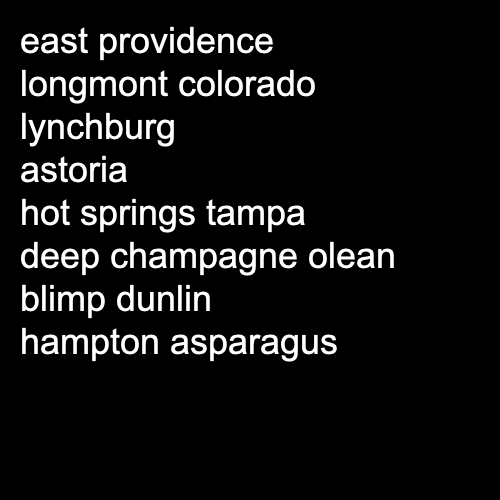 east providence
longmont colorado
lynchburg
astoria
hot springs tampa
deep champagne olean
blimp dunlin
hampton asparagus